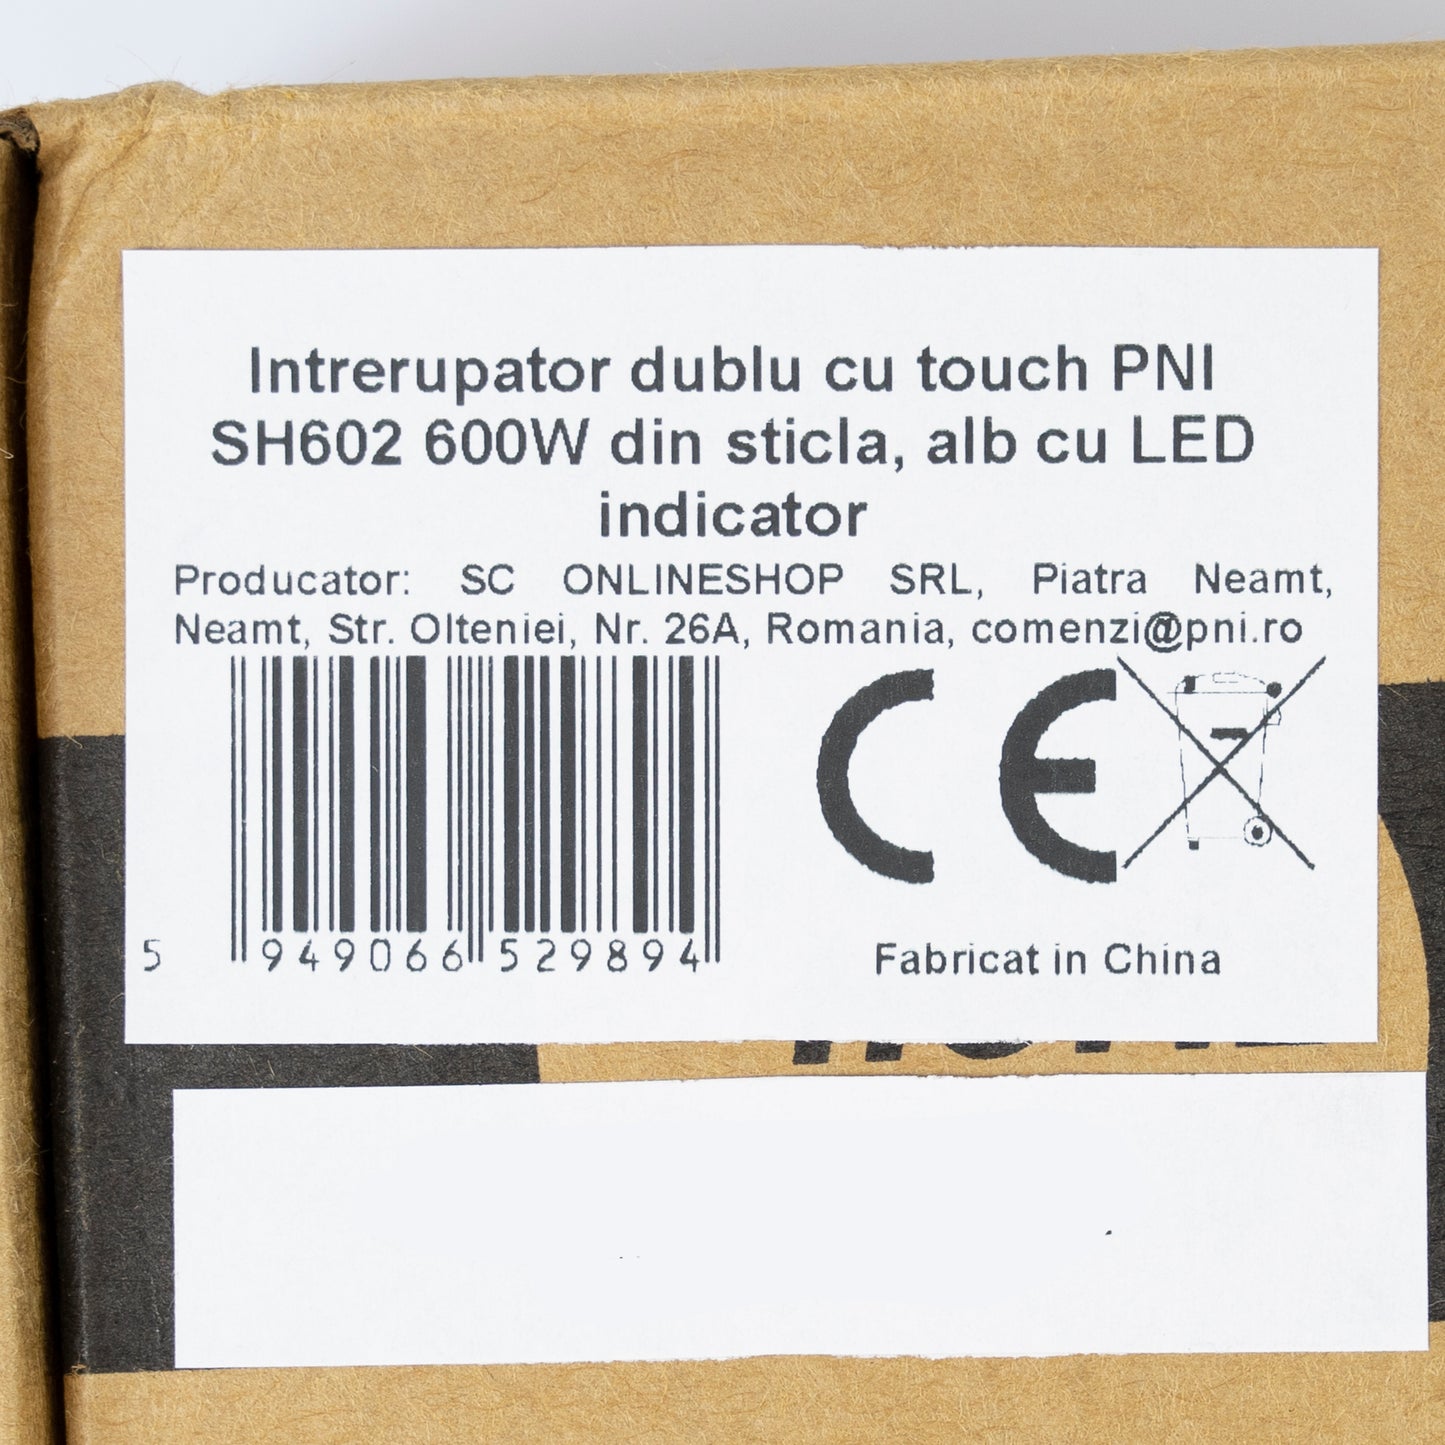 Intrerupator dublu cu touch PNI
SH602 600W din sticla, alb cu LED
indicator
Producator: SC ONLINESHOP SRL, Piatra Neamt,
Neamt, Str. Olteniei, Nr. 26A, Romania, comenzi@pni.ro
CE
5 949066 529894
Fabricat in China